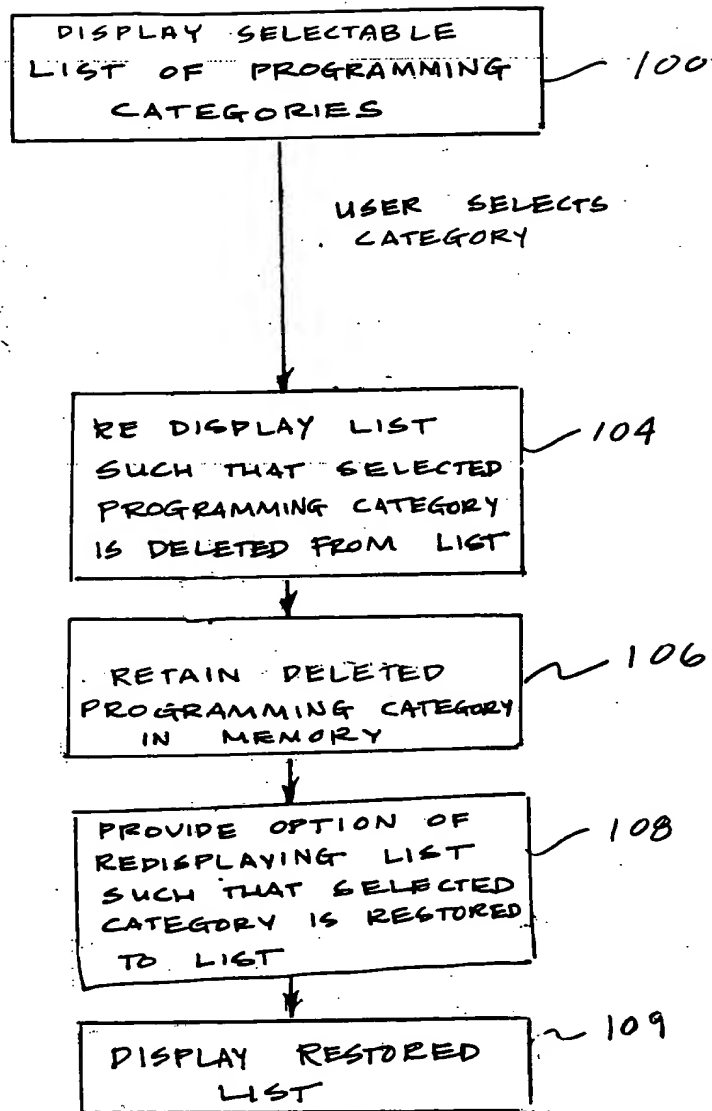 DISPLAY SELECTABLE
LIST OF PROGRAMMING
CATEGORIES
100
USER SELECTS
CATEGORY
RE DISPLAY LIST
SUCH THAT SELECTED
PROGRAMMING CATEGORY
IS DELETED FROM LIST
104
RETAIN DELETED
PROGRAMMING CATEGORY
IN MEMORY
106
PROVIDE OPTION OF
REDISPLAYING LIST
SUCH THAT SELECTED
CATEGORY IS RESTORED
TO LIST
108
DISPLAY RESTORED
LIST
109